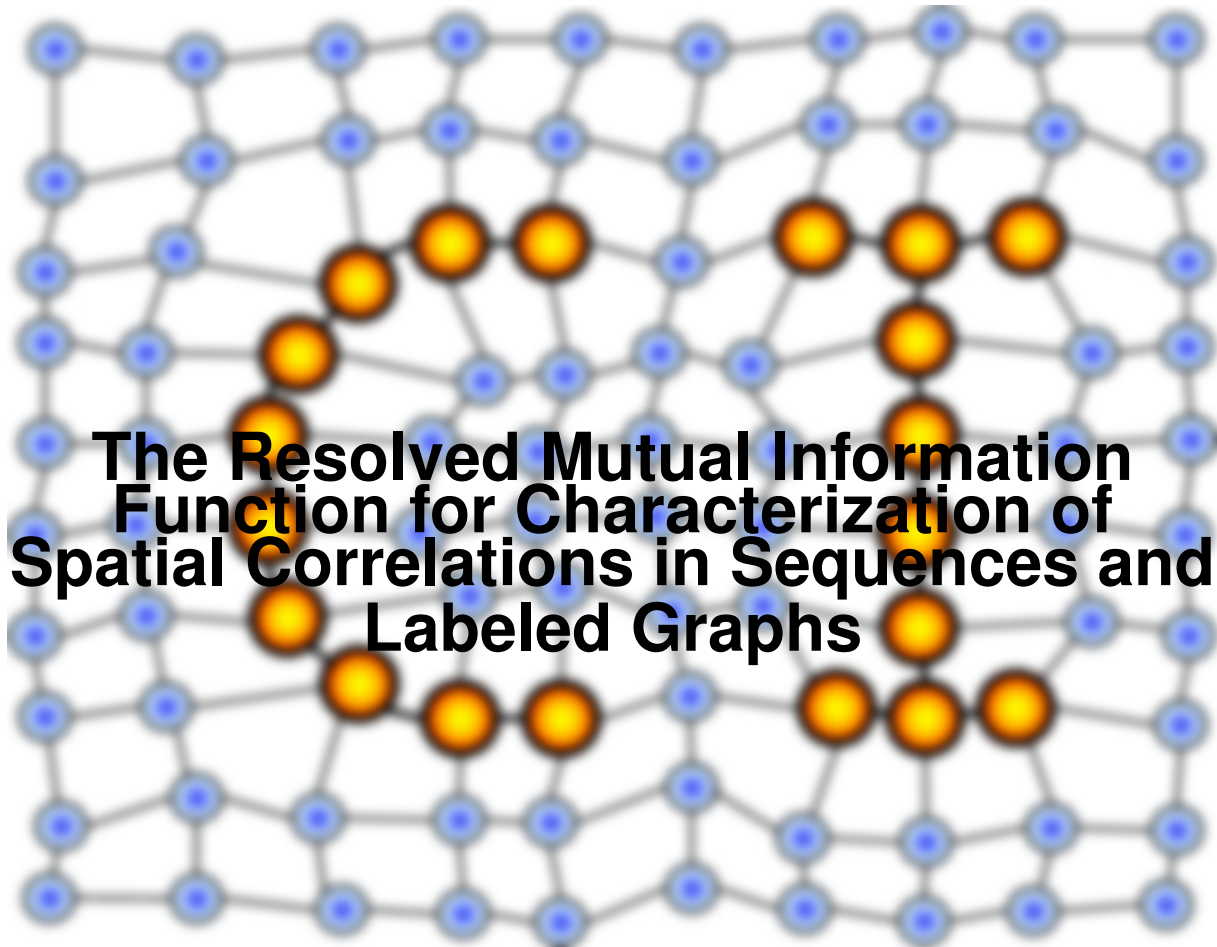 The Resolved Mutual Information
Function for Characterization of
Spatial Correlations in Sequences and
Labeled Graphs